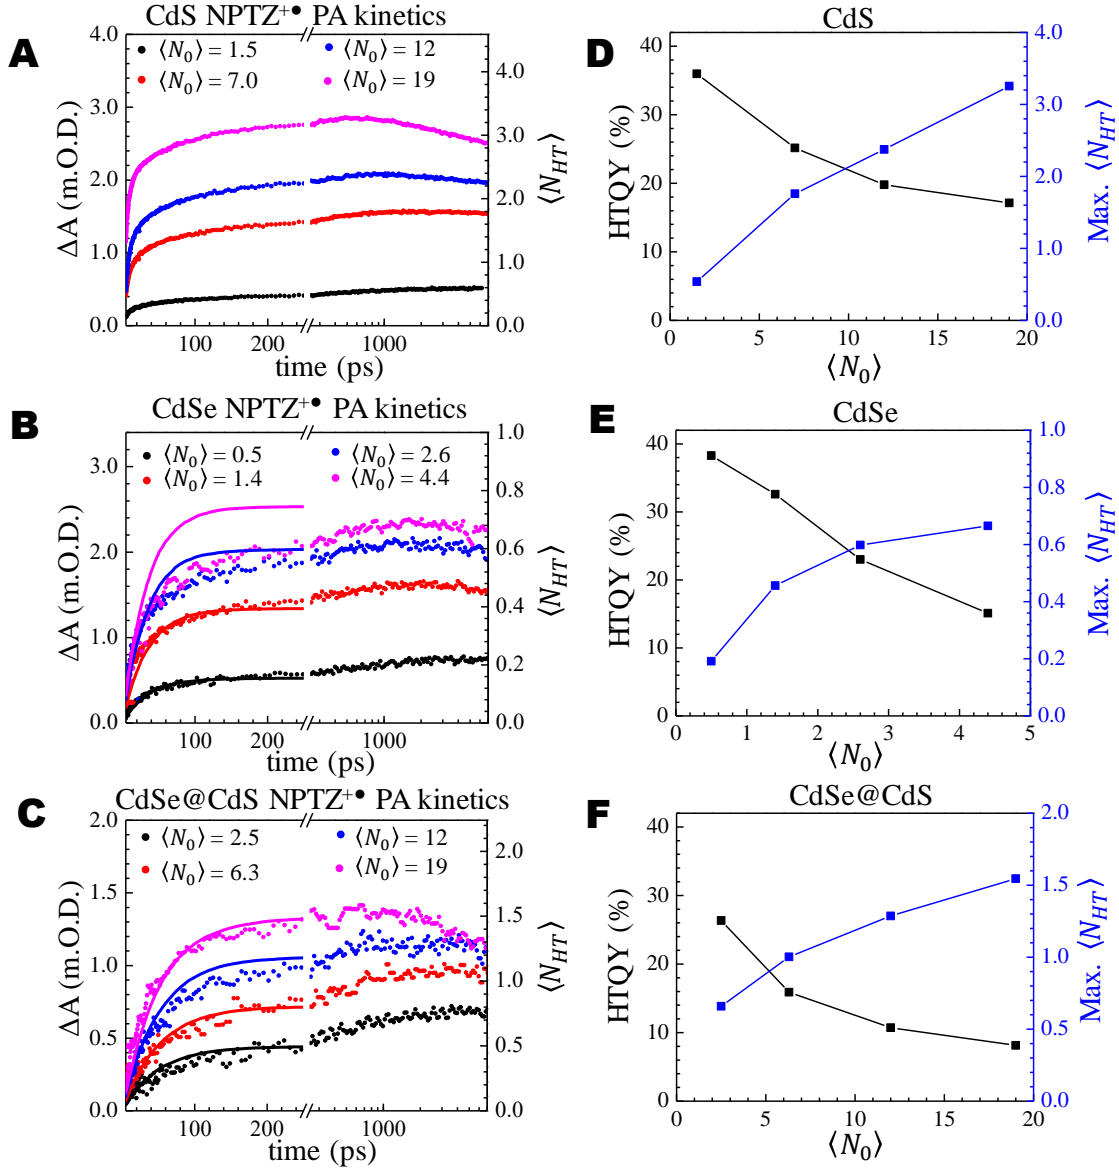 A
CdS NPTZ⁺• PA kinetics
4.0
3.0
2.0
1.0
0.0
ΔA (m.O.D.)
⟨N₀⟩ = 1.5
⟨N₀⟩ = 7.0
⟨N₀⟩ = 12
⟨N₀⟩ = 19
4.0
3.0
2.0
1.0
0.0
⟨N_HT⟩
100 200 1000
time (ps)
D
CdS
40
30
20
10
0
HTQY (%)
4.0
3.0
2.0
1.0
0.0
Max. ⟨N_HT⟩
0 5 10 15 20
⟨N₀⟩
B
CdSe NPTZ⁺• PA kinetics
3.0
2.0
1.0
0.0
ΔA (m.O.D.)
⟨N₀⟩ = 0.5
⟨N₀⟩ = 1.4
⟨N₀⟩ = 2.6
⟨N₀⟩ = 4.4
1.0
0.8
0.6
0.4
0.2
0.0
⟨N_HT⟩
100 200 1000
time (ps)
E
CdSe
40
30
20
10
0
HTQY (%)
1.0
0.8
0.6
0.4
0.2
0.0
Max. ⟨N_HT⟩
0 1 2 3 4 5
⟨N₀⟩
C
CdSe@CdS NPTZ⁺• PA kinetics
2.0
1.5
1.0
0.5
0.0
ΔA (m.O.D.)
⟨N₀⟩ = 2.5
⟨N₀⟩ = 6.3
⟨N₀⟩ = 12
⟨N₀⟩ = 19
2.0
1.5
1.0
0.5
0.0
⟨N_HT⟩
100 200 1000
time (ps)
F
CdSe@CdS
40
30
20
10
0
HTQY (%)
2.0
1.5
1.0
0.5
0.0
Max. ⟨N_HT⟩
0 5 10 15 20
⟨N₀⟩